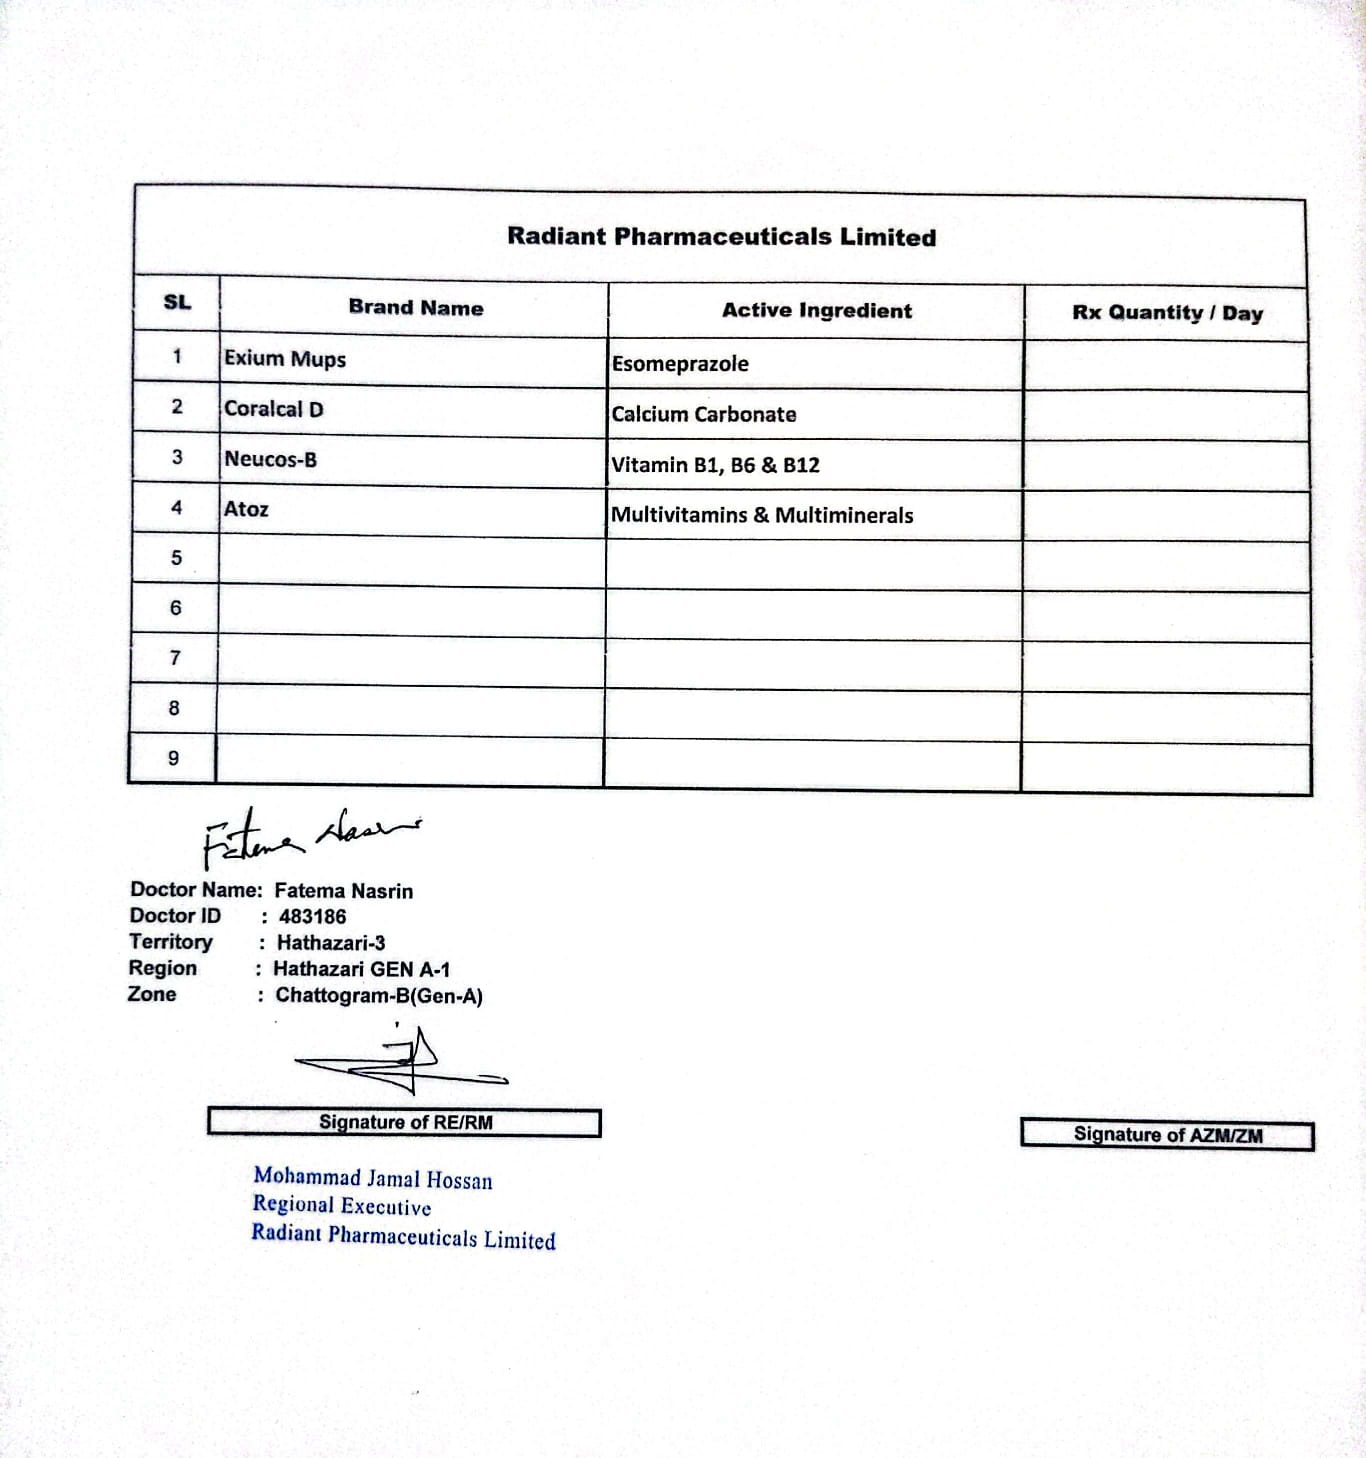 Radiant Pharmaceuticals Limited
SL Brand Name Active Ingredient Rx Quantity / Day
1 Exium Mups Esomeprazole
2 Coralcal D Calcium Carbonate
3 Neucos-B Vitamin B1, B6 & B12
4 Atoz Multivitamins & Multiminerals
5
6
7
8
9
Fatema Nasrin
Doctor Name: Fatema Nasrin
Doctor ID : 483186
Territory : Hathazari-3
Region : Hathazari GEN A-1
Zone : Chattogram-B(Gen-A)
Signature of RE/RM Signature of AZM/ZM
Mohammad Jamal Hossan
Regional Executive
Radiant Pharmaceuticals Limited